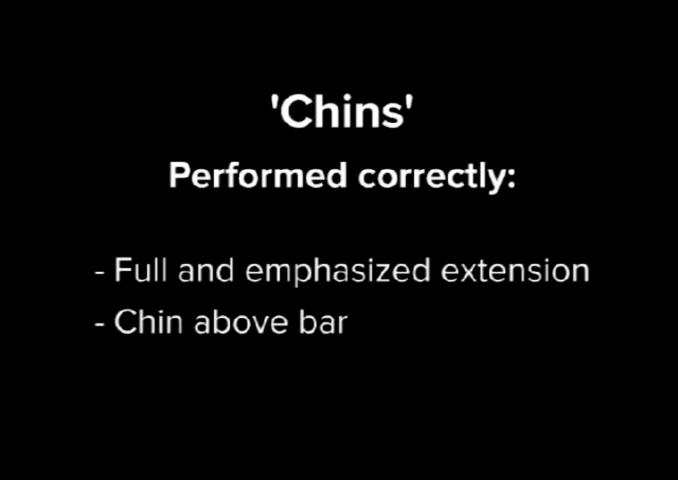 'Chins'
Performed correctly:
- Full and emphasized extension
- Chin above bar